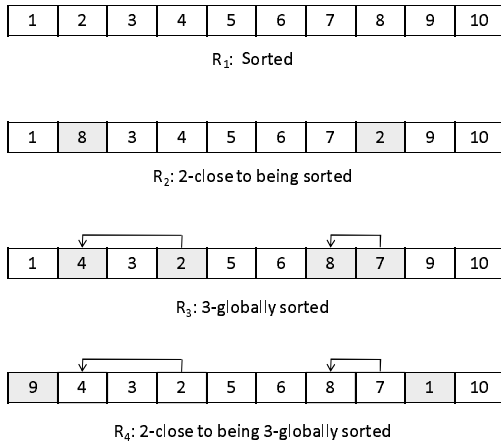 1 2 3 4 5 6 7 8 9 10
R₁: Sorted
1 8 3 4 5 6 7 2 9 10
R₂: 2-close to being sorted
1 4 3 2 5 6 8 7 9 10
R₃: 3-globally sorted
9 4 3 2 5 6 8 7 1 10
R₄: 2-close to being 3-globally sorted